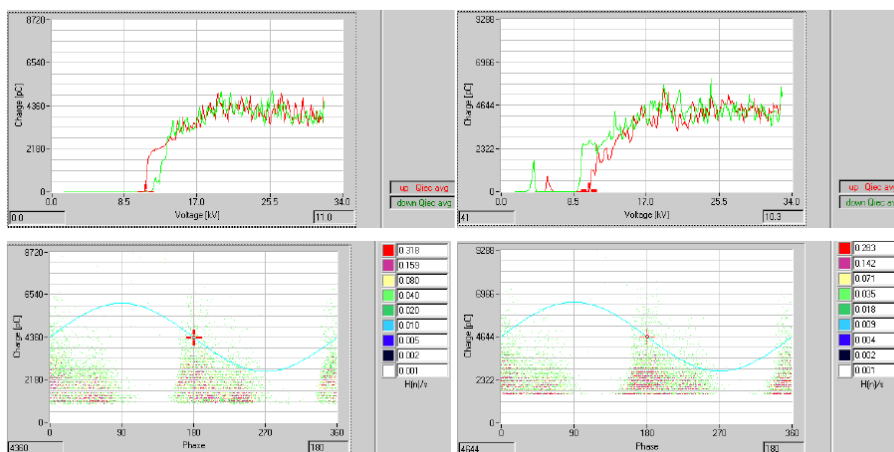 8720
6540
4360
2180
0
Charge [pC]
0 8.5 17.0 25.5 34.0
Voltage [kV]
0.0
11.0
up Qiec avg
down Qiec avg
9288
6966
4644
2322
0
Charge [pC]
0 8.5 17.0 25.5 34.0
Voltage [kV]
41
10.3
up Qiec avg
down Qiec avg
8720
6540
4360
2180
0
Charge [pC]
0 90 180 270 360
Phase
4360
180
0.318
0.159
0.080
0.040
0.020
0.010
0.005
0.002
0.001
H(n)/s
9288
6966
4644
2322
0
Charge [pC]
0 90 180 270 360
Phase
4644
180
0.283
0.142
0.071
0.035
0.018
0.009
0.004
0.002
0.001
H(n)/s